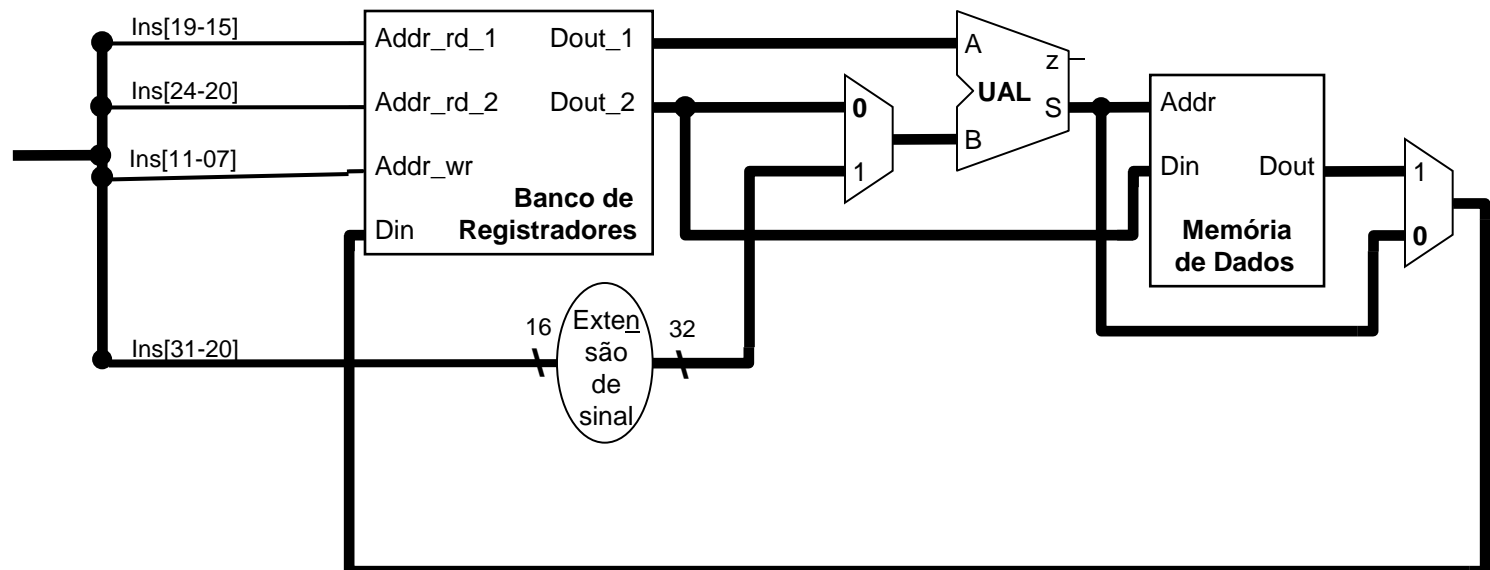 Ins[19-15]
Addr_rd_1
Dout_1
A
z
Ins[24-20]
Addr_rd_2
Dout_2
0
UAL
S
Addr
B
Ins[11-07]
Addr_wr
1
Din
Dout
1
Banco de
Registradores
Din
Memória
de Dados
0
16
Exten
são
de
sinal
32
Ins[31-20]